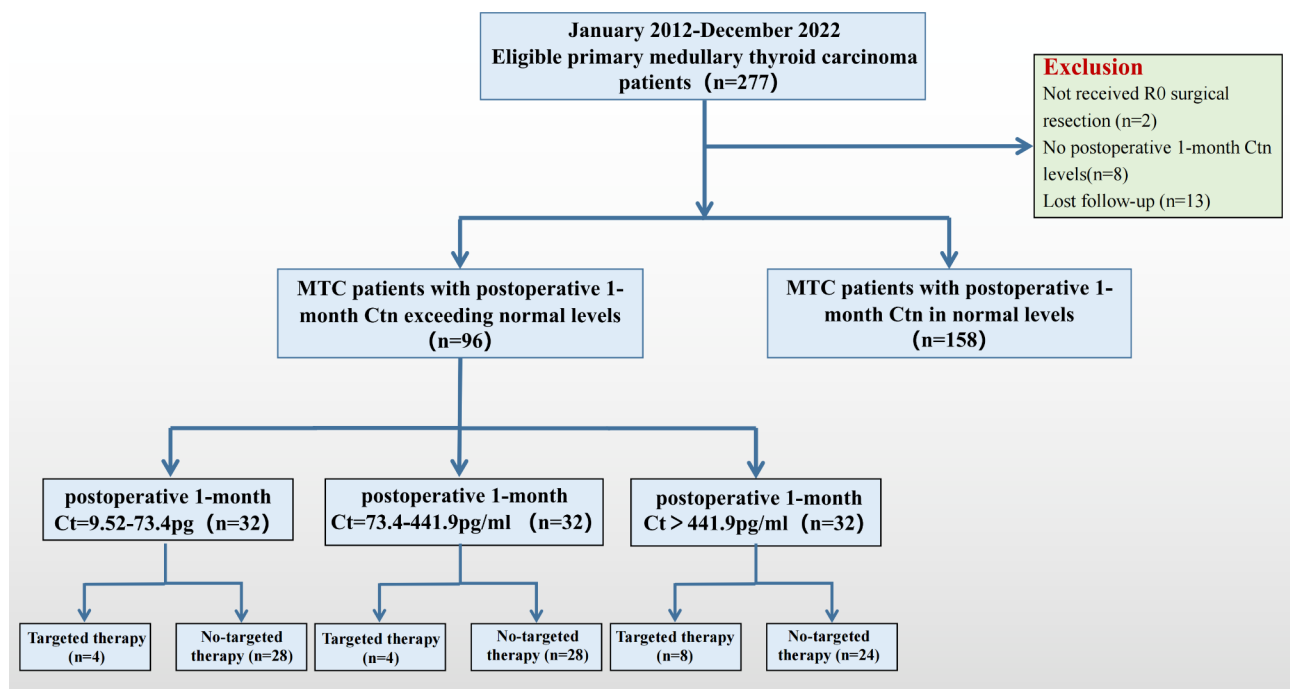 January 2012-December 2022
Eligible primary medullary thyroid carcinoma
patients（n=277）
Exclusion
Not received R0 surgical
resection (n=2)
No postoperative 1-month Ctn
levels(n=8)
Lost follow-up (n=13)
MTC patients with postoperative 1-
month Ctn exceeding normal levels
（n=96）
MTC patients with postoperative 1-
month Ctn in normal levels
（n=158）
postoperative 1-month
Ct=9.52-73.4pg（n=32）
postoperative 1-month
Ct=73.4-441.9pg/ml （n=32）
postoperative 1-month
Ct＞441.9pg/ml（n=32）
Targeted therapy
(n=4)
No-targeted
therapy (n=28)
Targeted therapy
(n=4)
No-targeted
therapy (n=28)
Targeted therapy
(n=8)
No-targeted
therapy (n=24)